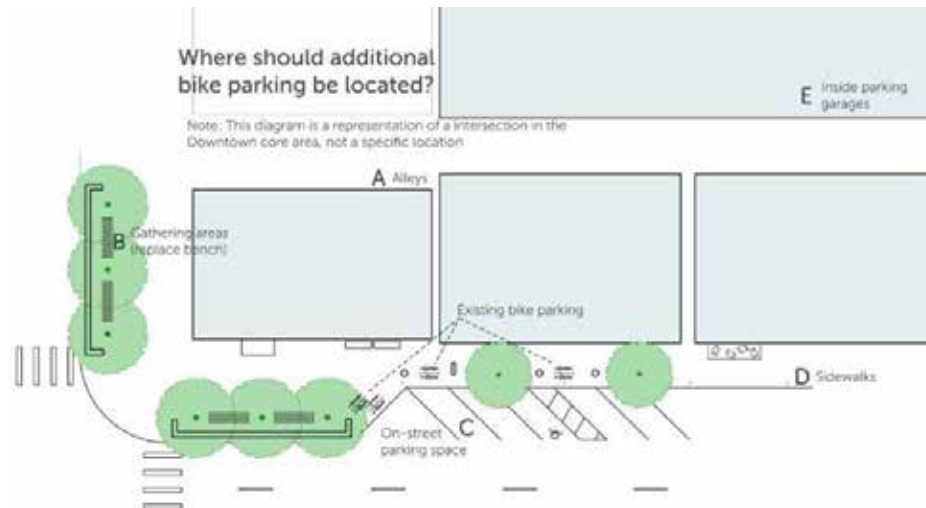 Where should additional
bike parking be located?
Note: This diagram is a representation of a intersection in the
Downtown core area, not a specific location
E Inside parking
garages
A Alleys
B Gathering areas
(replace bench)
Existing bike parking
D Sidewalks
C On-street
parking space